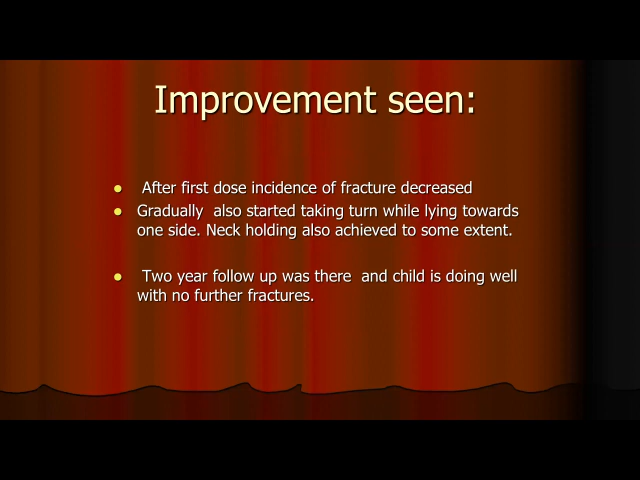 Improvement seen:
After first dose incidence of fracture decreased
Gradually  also started taking turn while lying towards
one side. Neck holding also achieved to some extent.
Two year follow up was there  and child is doing well
with no further fractures.